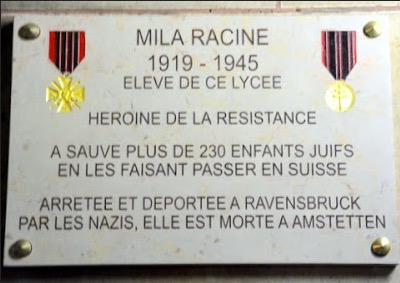 MILA RACINE
1919 - 1945
ELEVE DE CE LYCEE
HEROINE DE LA RESISTANCE
A SAUVE PLUS DE 230 ENFANTS JUIFS
EN LES FAISANT PASSER EN SUISSE
ARRETEE ET DEPORTEE A RAVENSBRUCK
PAR LES NAZIS, ELLE EST MORTE A AMSTETTEN